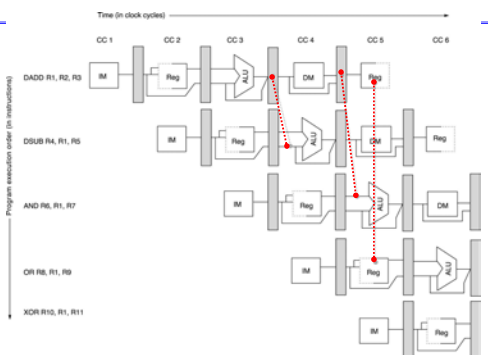 Time (in clock cycles)
CC 1 CC 2 CC 3 CC 4 CC 5 CC 6
Program execution order (in instructions)
DADD R1, R2, R3 IM Reg ALU DM Reg
DSUB R4, R1, R5 IM Reg ALU DM Reg
AND R6, R1, R7 IM Reg ALU DM
OR R8, R1, R9 IM Reg ALU
XOR R10, R1, R11 IM Reg